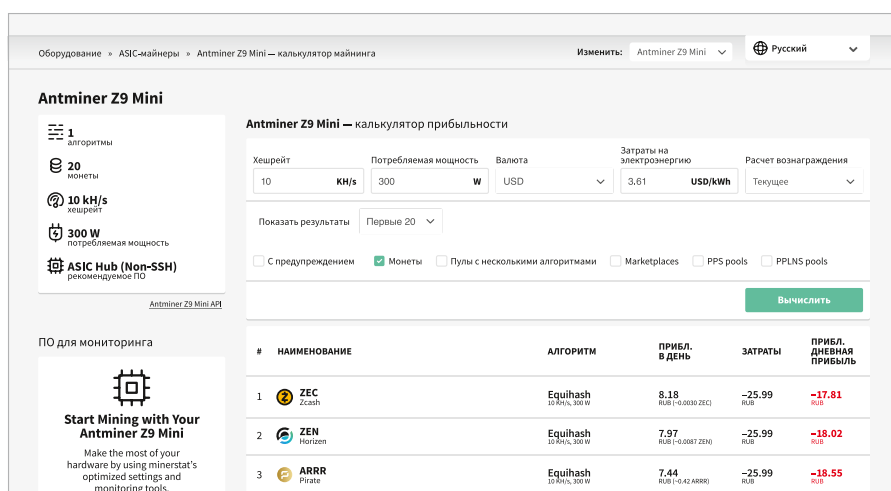 Оборудование » ASIC-майнеры » Antminer Z9 Mini — калькулятор майнинга
Изменить: Antminer Z9 Mini
Русский
Antminer Z9 Mini
1
алгоритмы
20
монеты
10 kH/s
хешрейт
300 W
потребляемая мощность
ASIC Hub (Non-SSH)
рекомендуемое ПО
Antminer Z9 Mini API
ПО для мониторинга
Start Mining with Your
Antminer Z9 Mini
Make the most of your
hardware by using minerstat's
optimized settings and
monitoring tools.
Antminer Z9 Mini — калькулятор прибыльности
Хешрейт
10 KH/s
Потребляемая мощность
300 W
Валюта
USD
Затраты на
электроэнергию
3.61 USD/kWh
Расчет вознаграждения
Текущее
Показать результаты Первые 20
С предупреждением Монеты Пулы с несколькими алгоритмами Marketplaces PPS pools PPLNS pools
Вычислить
# НАИМЕНОВАНИЕ АЛГОРИТМ ПРИБЛ. В ДЕНЬ ЗАТРАТЫ ПРИБЛ. ДНЕВНАЯ ПРИБЫЛЬ
1 ZEC Equihash 8.18 –25.99 –17.81
Zcash 10 KH/s, 300 W RUB (~0.0030 ZEC) RUB RUB
2 ZEN Equihash 7.97 –25.99 –18.02
Horizen 10 KH/s, 300 W RUB (~0.0087 ZEN) RUB RUB
3 ARRR Equihash 7.44 –25.99 –18.55
Pirate 10 KH/s, 300 W RUB (~0.42 ARRR) RUB RUB